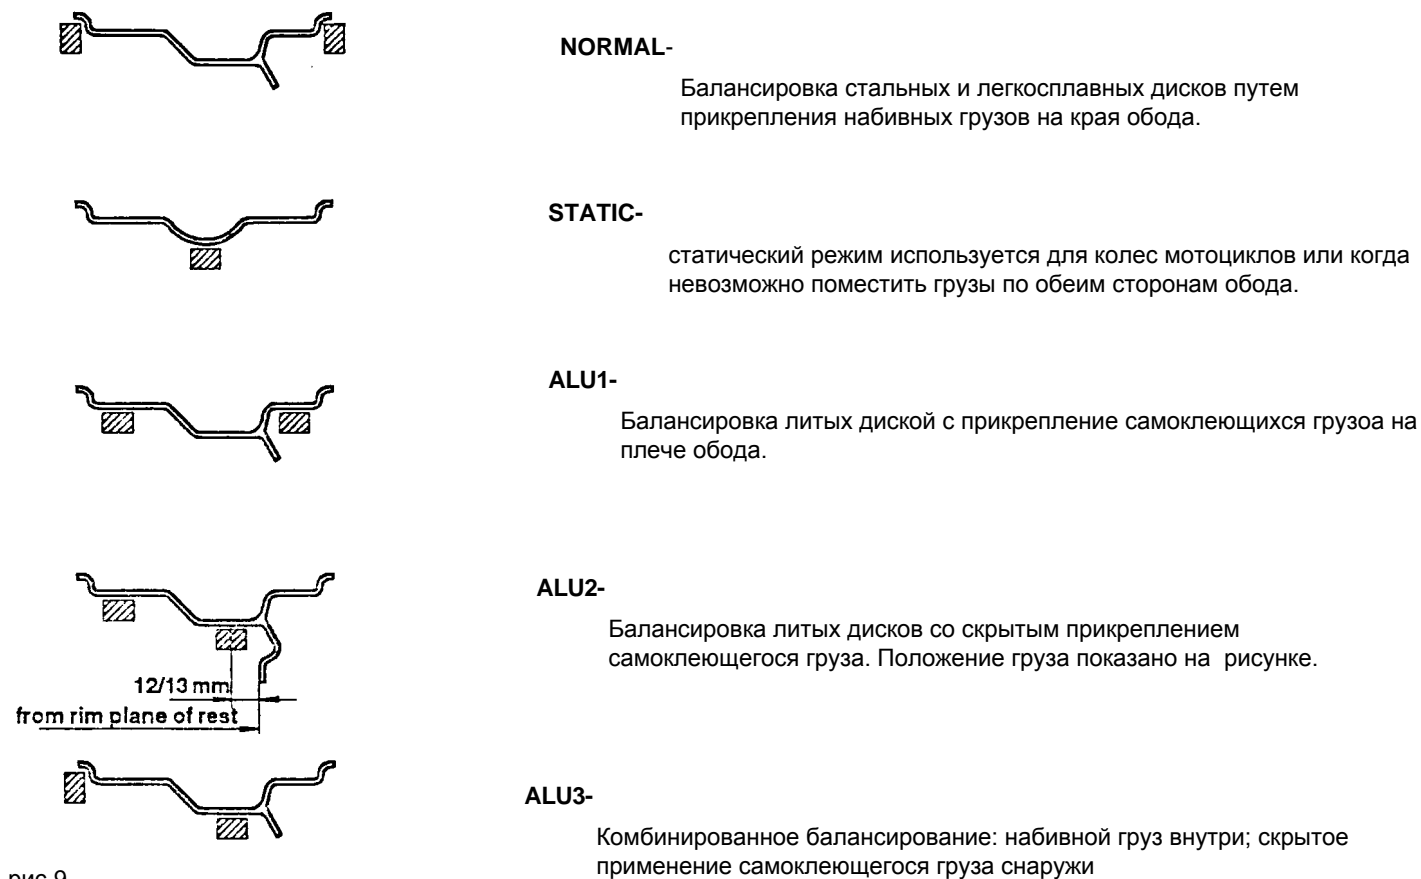 NORMAL-
Балансировка стальных и легкосплавных дисков путем
прикрепления набивных грузов на края обода.
STATIC-
статический режим используется для колес мотоциклов или когда
невозможно поместить грузы по обеим сторонам обода.
ALU1-
Балансировка литых диской с прикрепление самоклеющихся грузоа на
плече обода.
ALU2-
Балансировка литых дисков со скрытым прикреплением
самоклеющегося груза. Положение груза показано на рисунке.
12/13 mm
from rim plane of rest
ALU3-
Комбинированное балансирование: набивной груз внутри; скрытое
применение самоклеющегося груза снаружи
рис 9